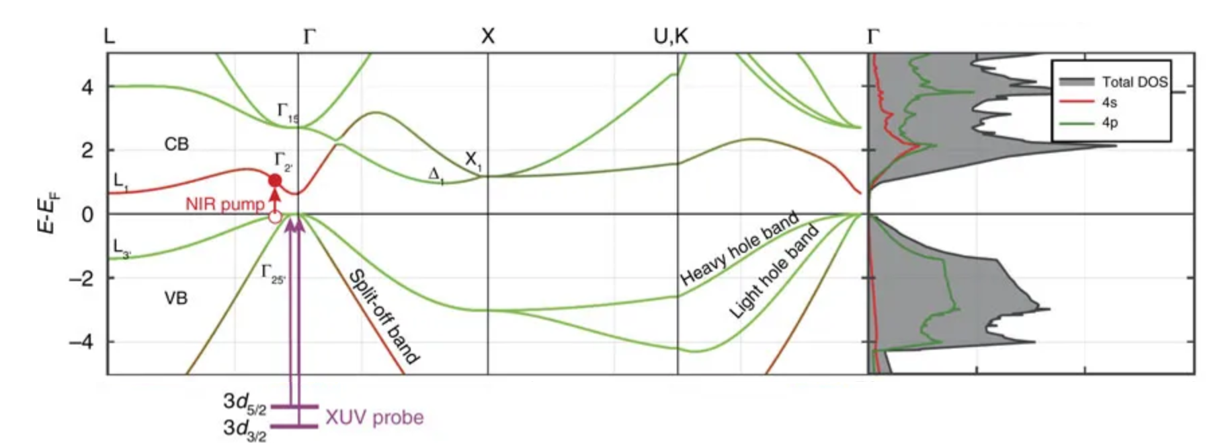 L Γ X U,K Γ
E-E_F
4
2
0
−2
−4
CB
VB
L₁
L₃'
Γ₁₅
Γ₂'
Γ₂₅'
Δ₁
X₁
NIR pump
Split-off band
Heavy hole band
Light hole band
Total DOS
4s
4p
3d₅/₂
3d₃/₂
XUV probe